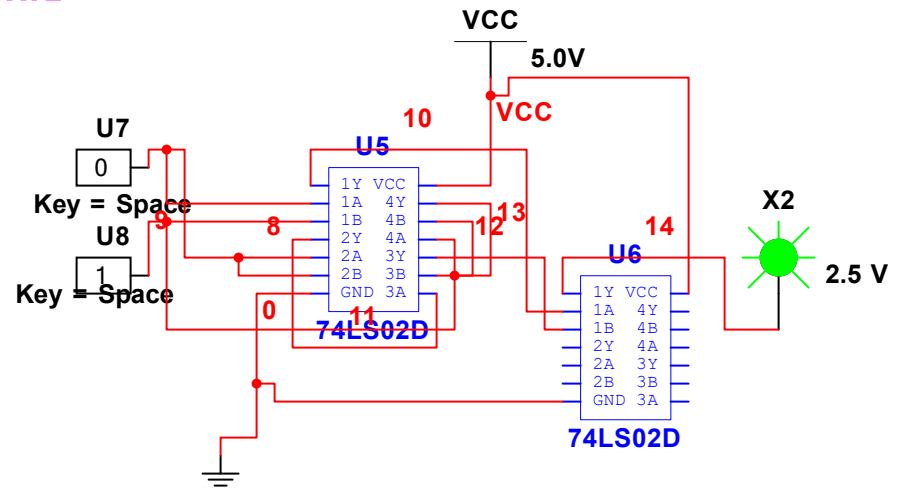 VCC
5.0V
VCC
10
U7
0
Key = Space
U5
1Y VCC
1A 4Y
1B 4B
2Y 4A
2A 3Y
2B 3B
GND 3A
74LS02D
9
8
12
13
U8
1
Key = Space
0
11
14
U6
1Y VCC
1A 4Y
1B 4B
2Y 4A
2A 3Y
2B 3B
GND 3A
74LS02D
X2
2.5 V